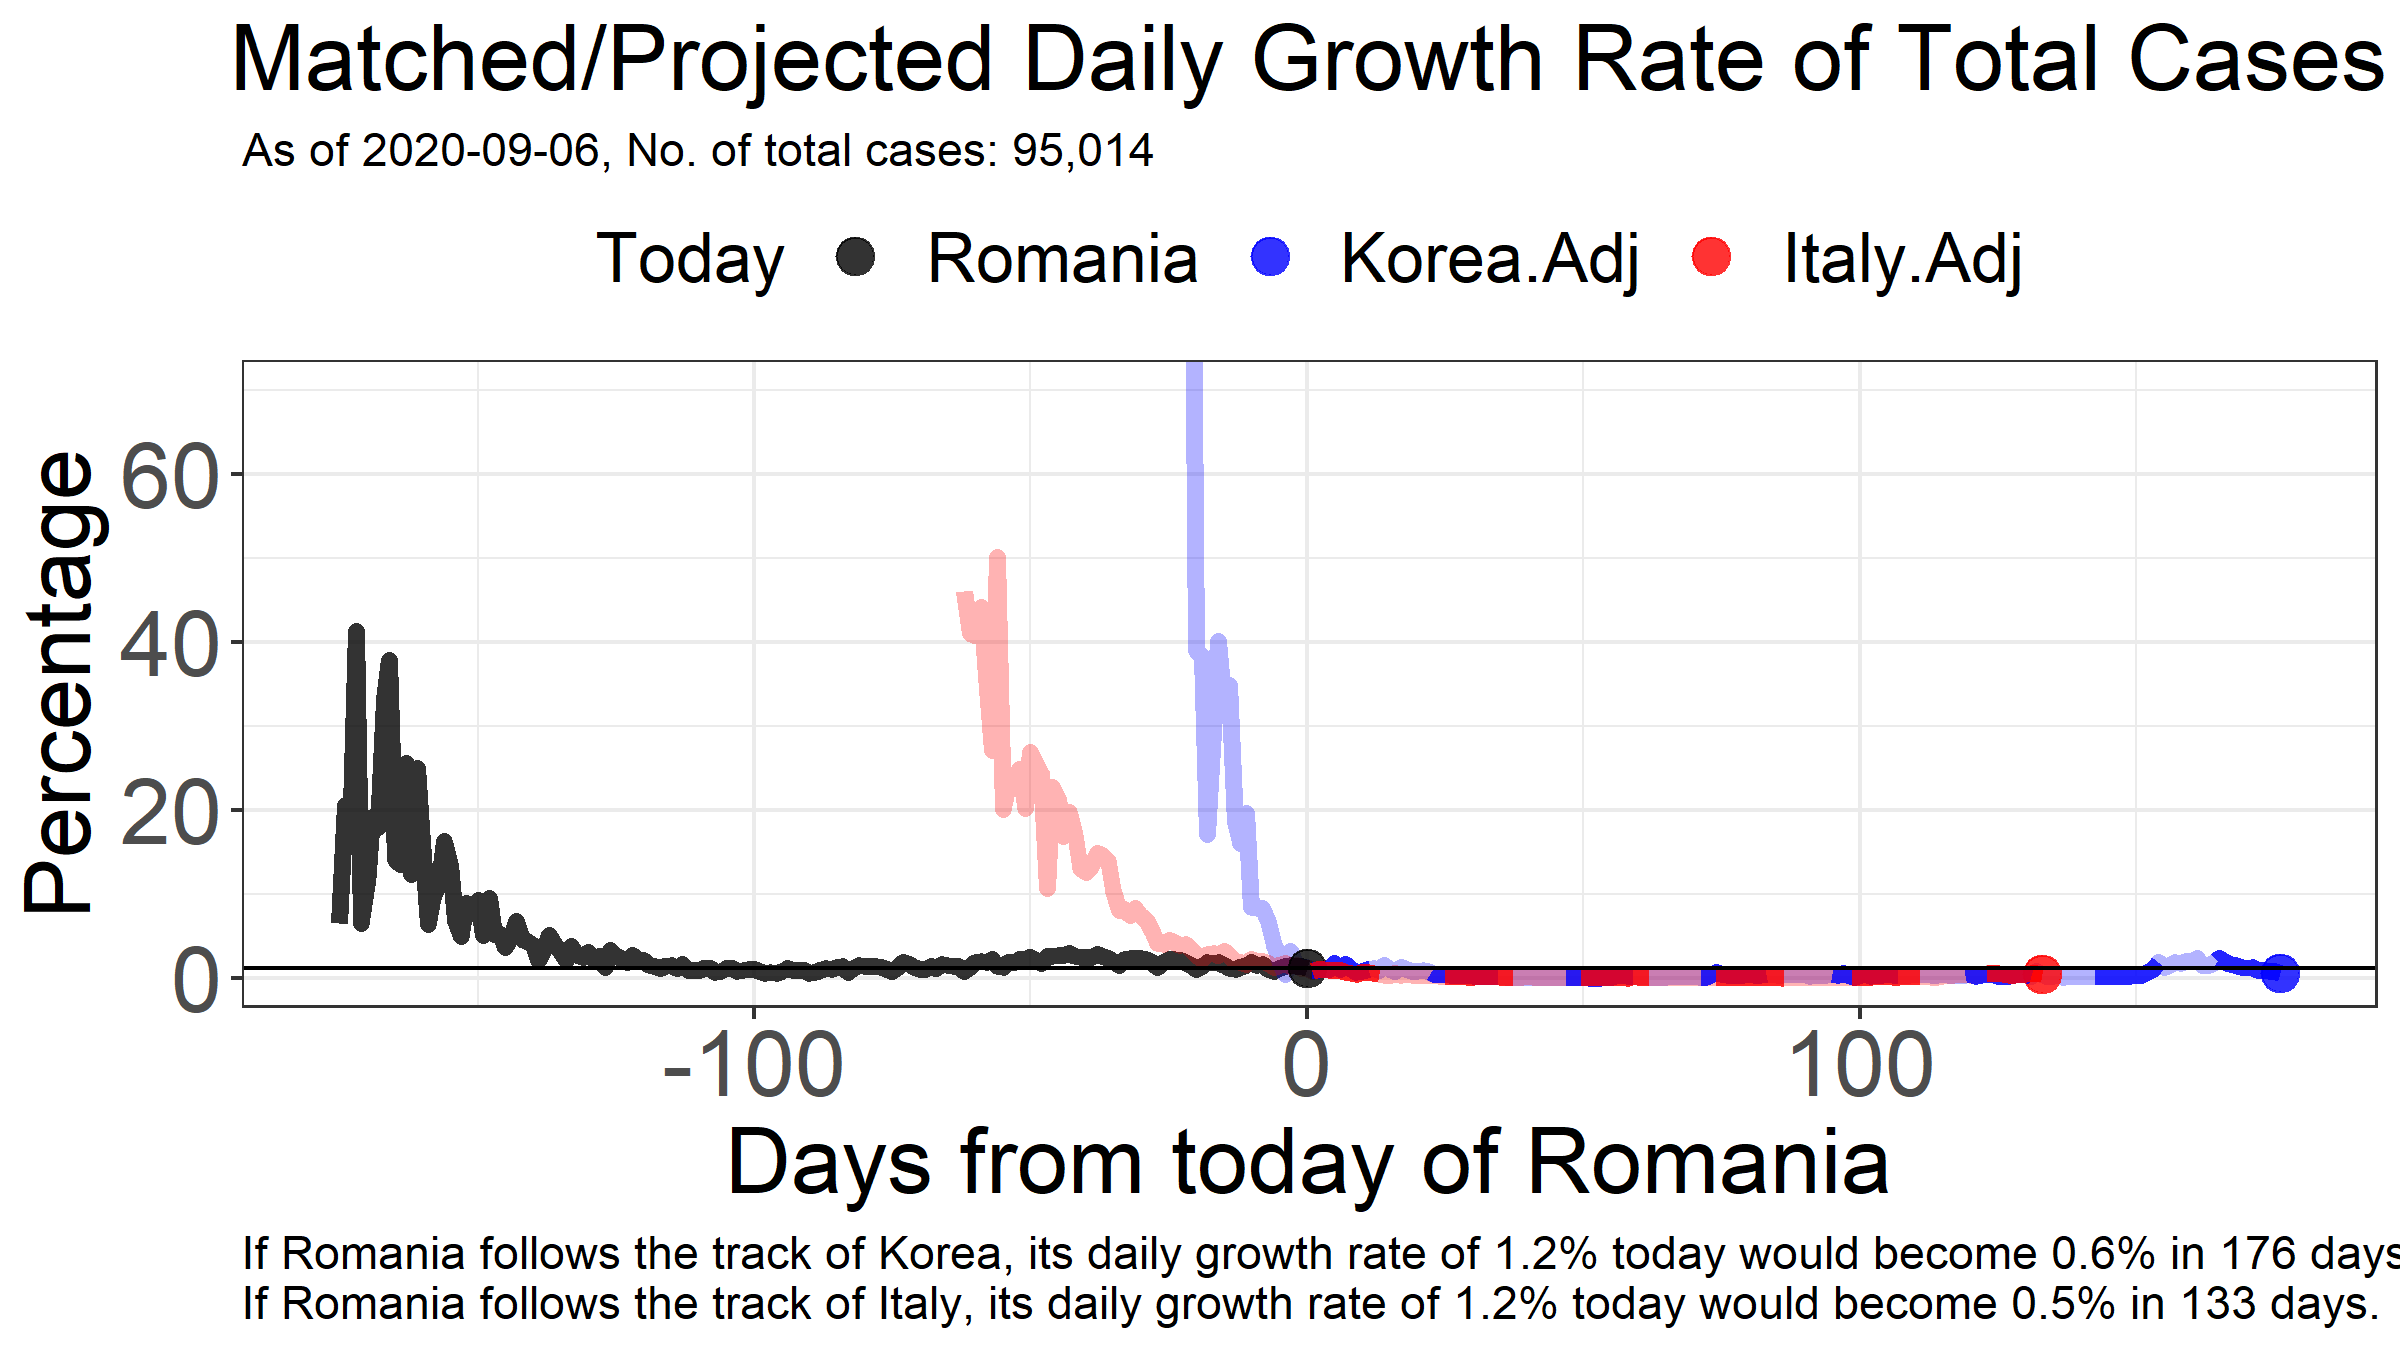 Matched/Projected Daily Growth Rate of Total Cases
As of 2020-09-06, No. of total cases: 95,014
Today Romania Korea.Adj Italy.Adj
Percentage
60
40
20
0
-100 0 100
Days from today of Romania
If Romania follows the track of Korea, its daily growth rate of 1.2% today would become 0.6% in 176 days
If Romania follows the track of Italy, its daily growth rate of 1.2% today would become 0.5% in 133 days.